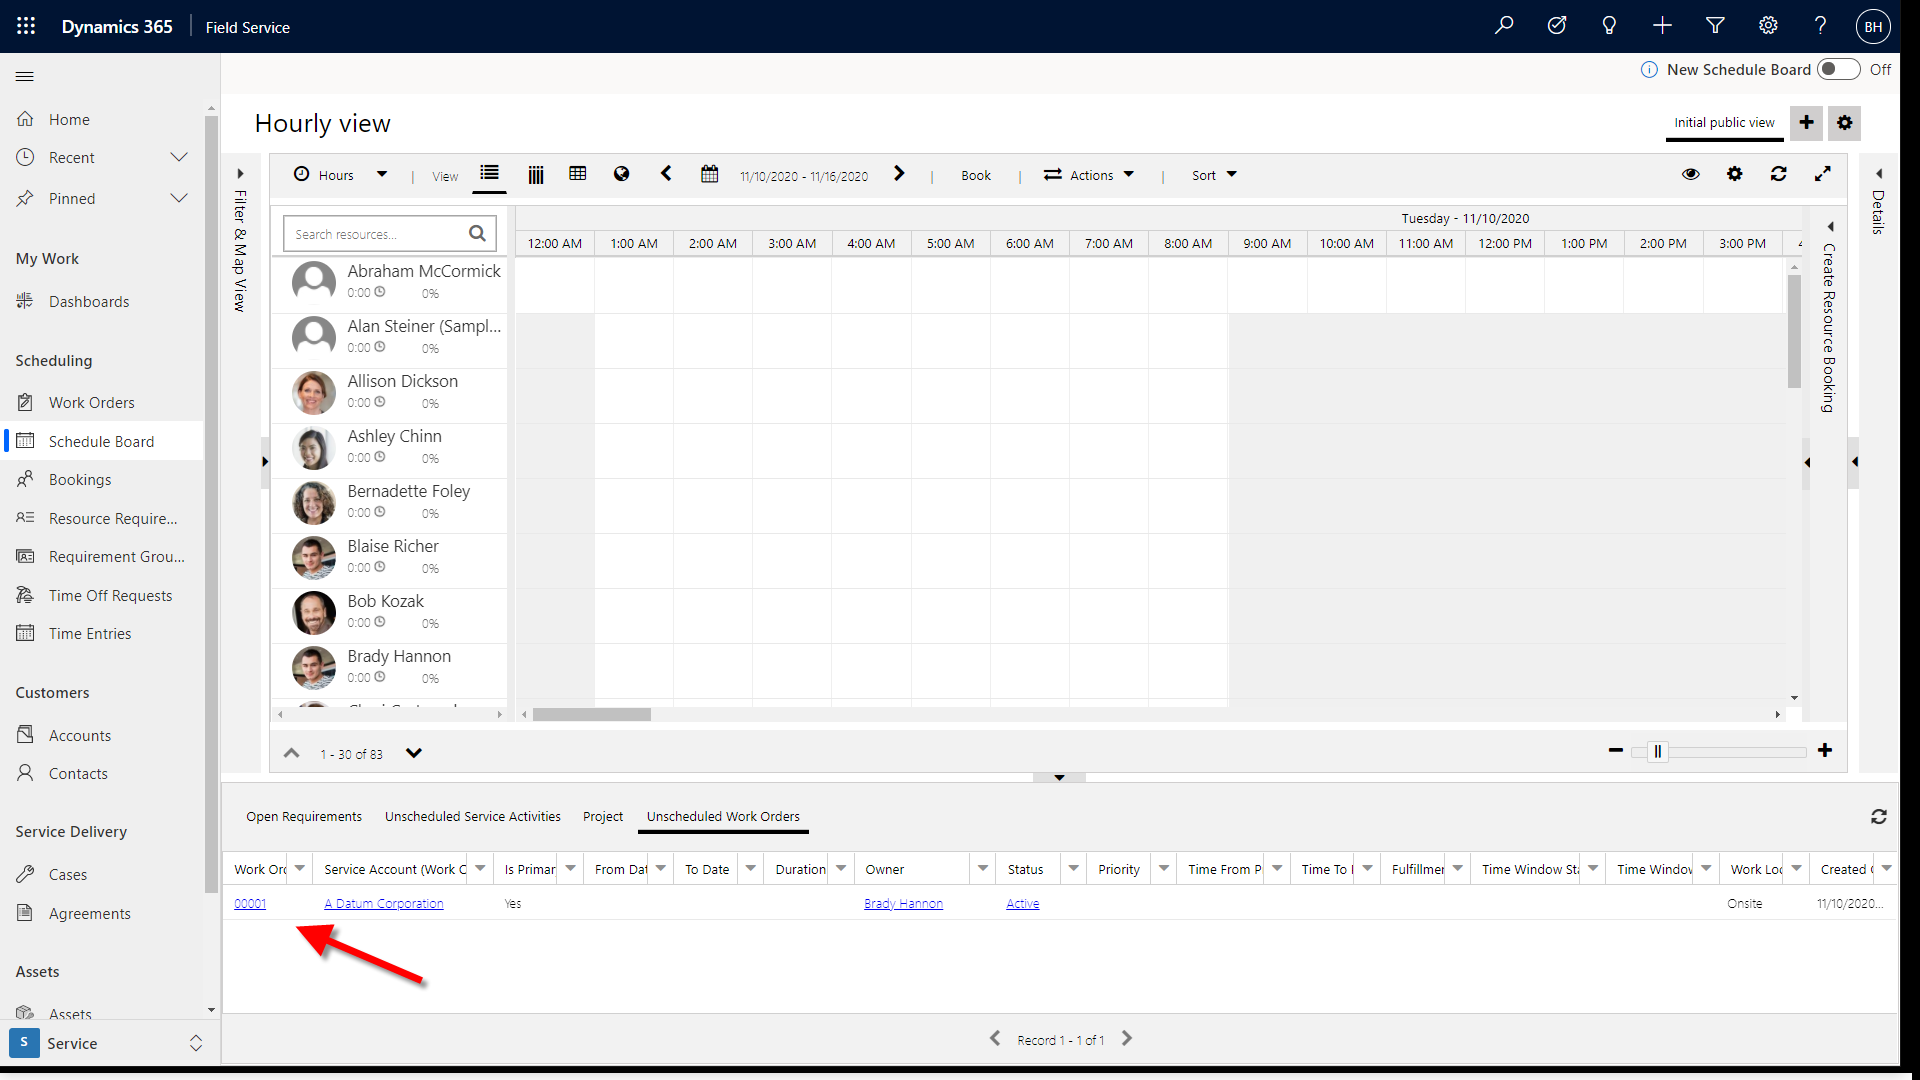 Dynamics 365 Field Service BH
New Schedule Board Off
Home
Recent
Pinned
My Work
Dashboards
Scheduling
Work Orders
Schedule Board
Bookings
Resource Require...
Requirement Grou...
Time Off Requests
Time Entries
Customers
Accounts
Contacts
Service Delivery
Cases
Agreements
Assets
Assets
S Service
Hourly view
Initial public view
Filter & Map View
Hours View 11/10/2020 - 11/16/2020 Book Actions Sort
Details
Create Resource Booking
Search resources...
Tuesday - 11/10/2020
12:00 AM 1:00 AM 2:00 AM 3:00 AM 4:00 AM 5:00 AM 6:00 AM 7:00 AM 8:00 AM 9:00 AM 10:00 AM 11:00 AM 12:00 PM 1:00 PM 2:00 PM 3:00 PM
Abraham McCormick
0:00 0%
Alan Steiner (Sampl...
0:00 0%
Allison Dickson
0:00 0%
Ashley Chinn
0:00 0%
Bernadette Foley
0:00 0%
Blaise Richer
0:00 0%
Bob Kozak
0:00 0%
Brady Hannon
0:00 0%
1 - 30 of 83
Open Requirements Unscheduled Service Activities Project Unscheduled Work Orders
Work Orc Service Account (Work C Is Primar From Dat To Date Duration Owner Status Priority Time From P Time To Fulfillmer Time Window Sta Time Window Work Loc Created
00001 A Datum Corporation Yes Brady Hannon Active Onsite 11/10/2020...
Record 1 - 1 of 1